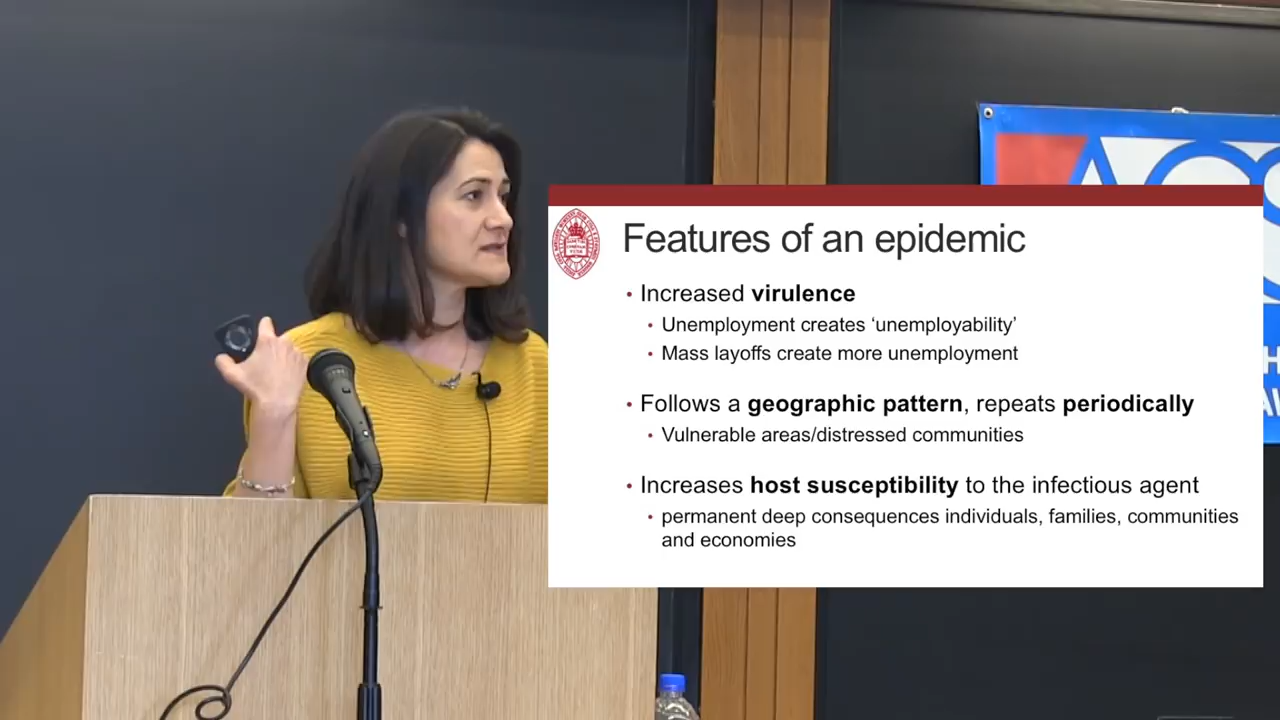 Features of an epidemic
• Increased virulence
• Unemployment creates ‘unemployability’
• Mass layoffs create more unemployment
• Follows a geographic pattern, repeats periodically
• Vulnerable areas/distressed communities
• Increases host susceptibility to the infectious agent
• permanent deep consequences individuals, families, communities
and economies